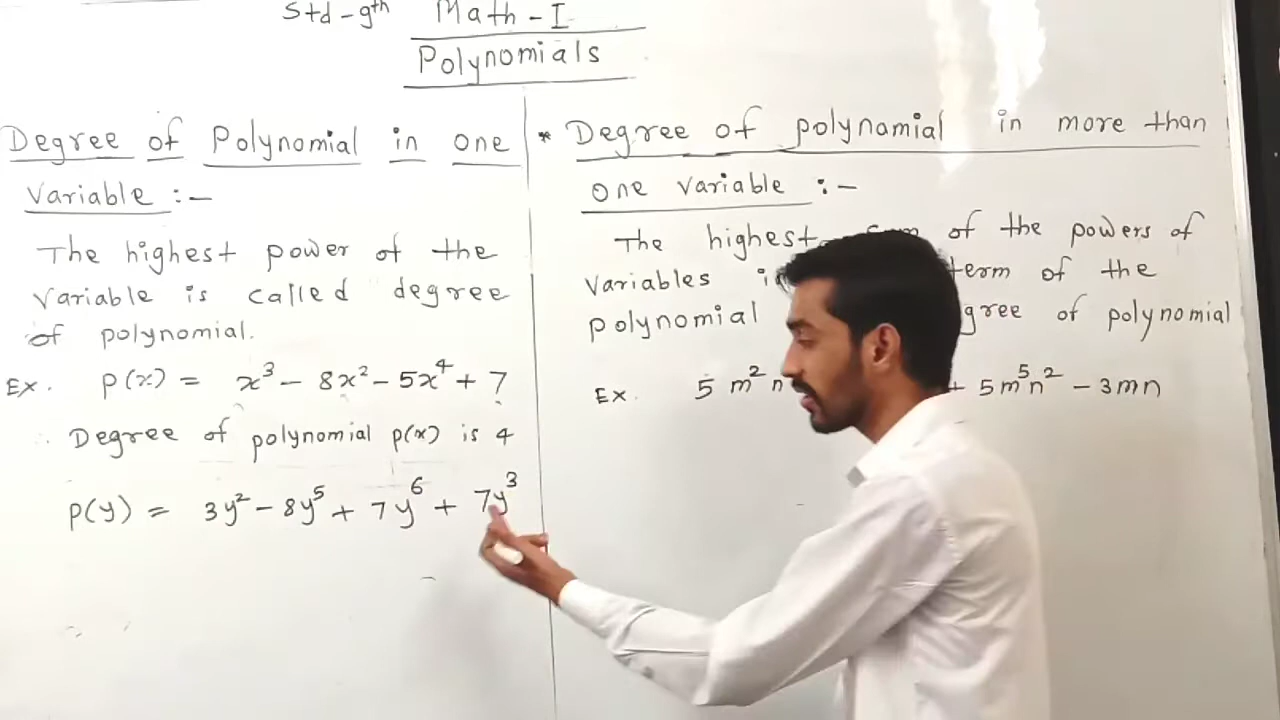 Std-9th Math-I
Polynomials
Degree of Polynomial in one
Variable :-
The highest power of the
Variable is called degree
of polynomial.
Ex. p(x) = x³ - 8x² - 5x⁴ + 7
∴ Degree of polynomial p(x) is 4
p(y) = 3y² - 8y⁵ + 7y⁶ + 7y³
* Degree of polynamial in more than
one variable :-
The highest of the powers of
Variables term of the
polynomial of polynomial
Ex. 5 m² n + 5m⁵n² - 3mn